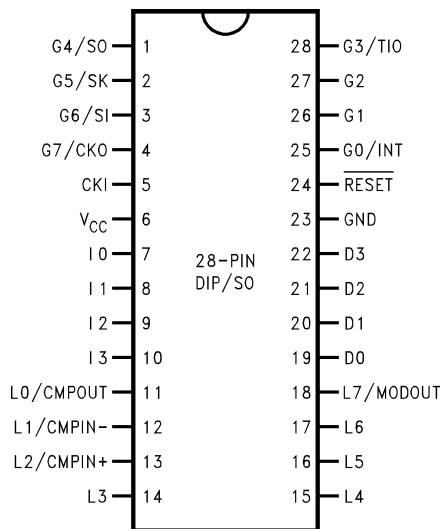 G4/SO 1 28 G3/TIO
G5/SK 2 27 G2
G6/SI 3 26 G1
G7/CKO 4 25 G0/INT
CKI 5 24 RESET
VCC 6 23 GND
I0 7 22 D3
28-PIN
DIP/SO
I1 8 21 D2
I2 9 20 D1
I3 10 19 D0
L0/CMPOUT 11 18 L7/MODOUT
L1/CMPIN- 12 17 L6
L2/CMPIN+ 13 16 L5
L3 14 15 L4